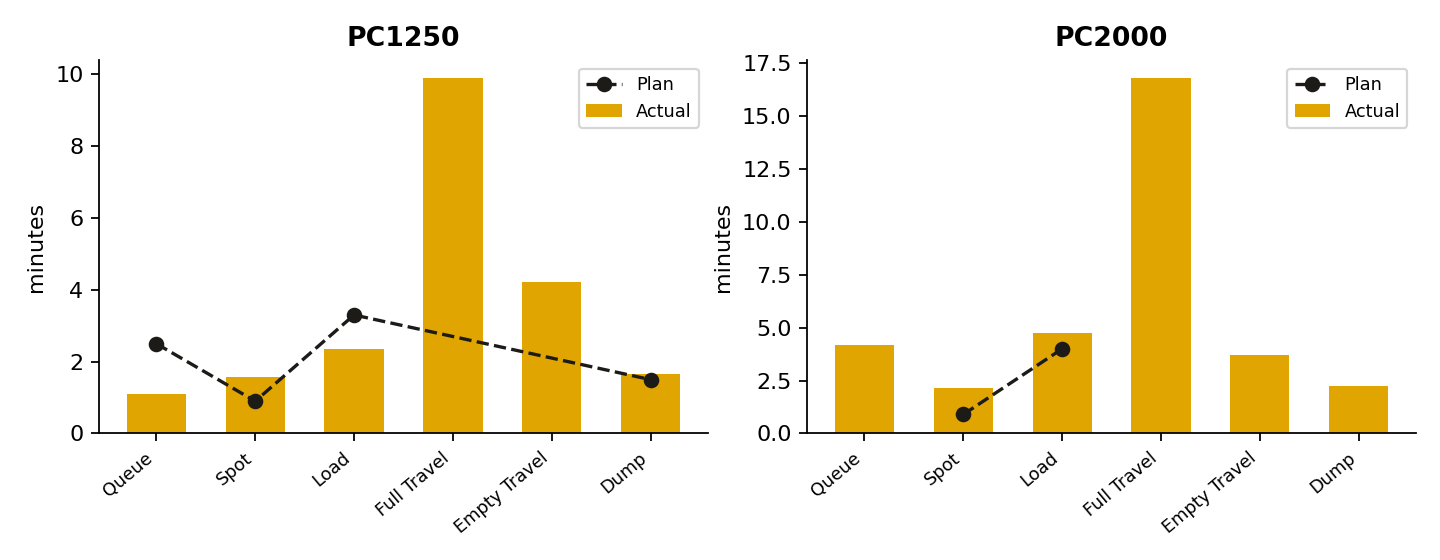 PC1250
10
8
6
4
2
0
minutes
Plan
Actual
Queue
Spot
Load
Full Travel
Empty Travel
Dump
PC2000
17.5
15.0
12.5
10.0
7.5
5.0
2.5
0.0
minutes
Plan
Actual
Queue
Spot
Load
Full Travel
Empty Travel
Dump